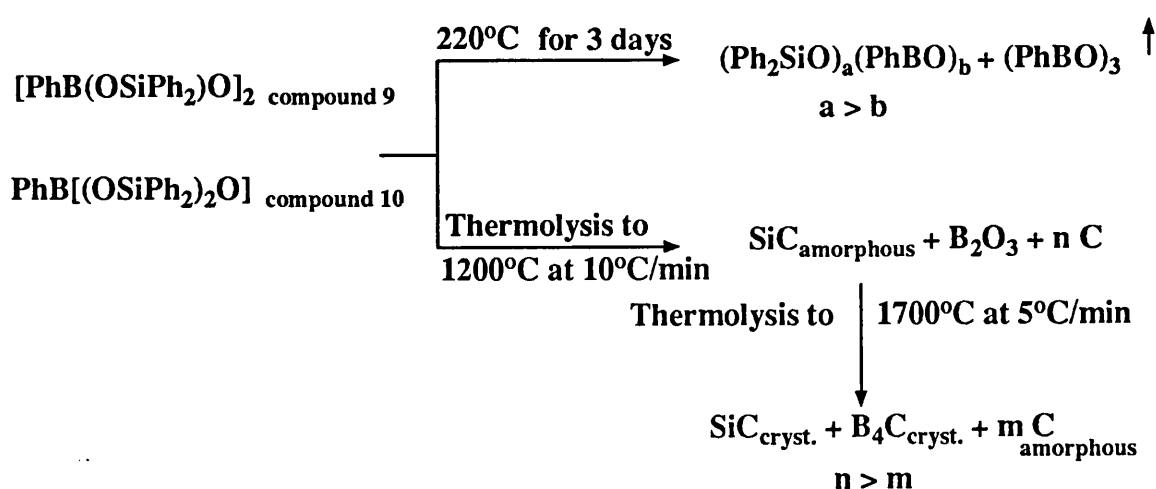 220°C for 3 days
[PhB(OSiPh₂)O]₂ compound 9
(Ph₂SiO)ₐ(PhBO)b + (PhBO)₃ ↑
a > b
PhB[(OSiPh₂)₂O] compound 10
Thermolysis to
1200°C at 10°C/min
SiCamorphous + B₂O₃ + n C
Thermolysis to 1700°C at 5°C/min
SiCcryst. + B₄Ccryst. + m C amorphous
n > m